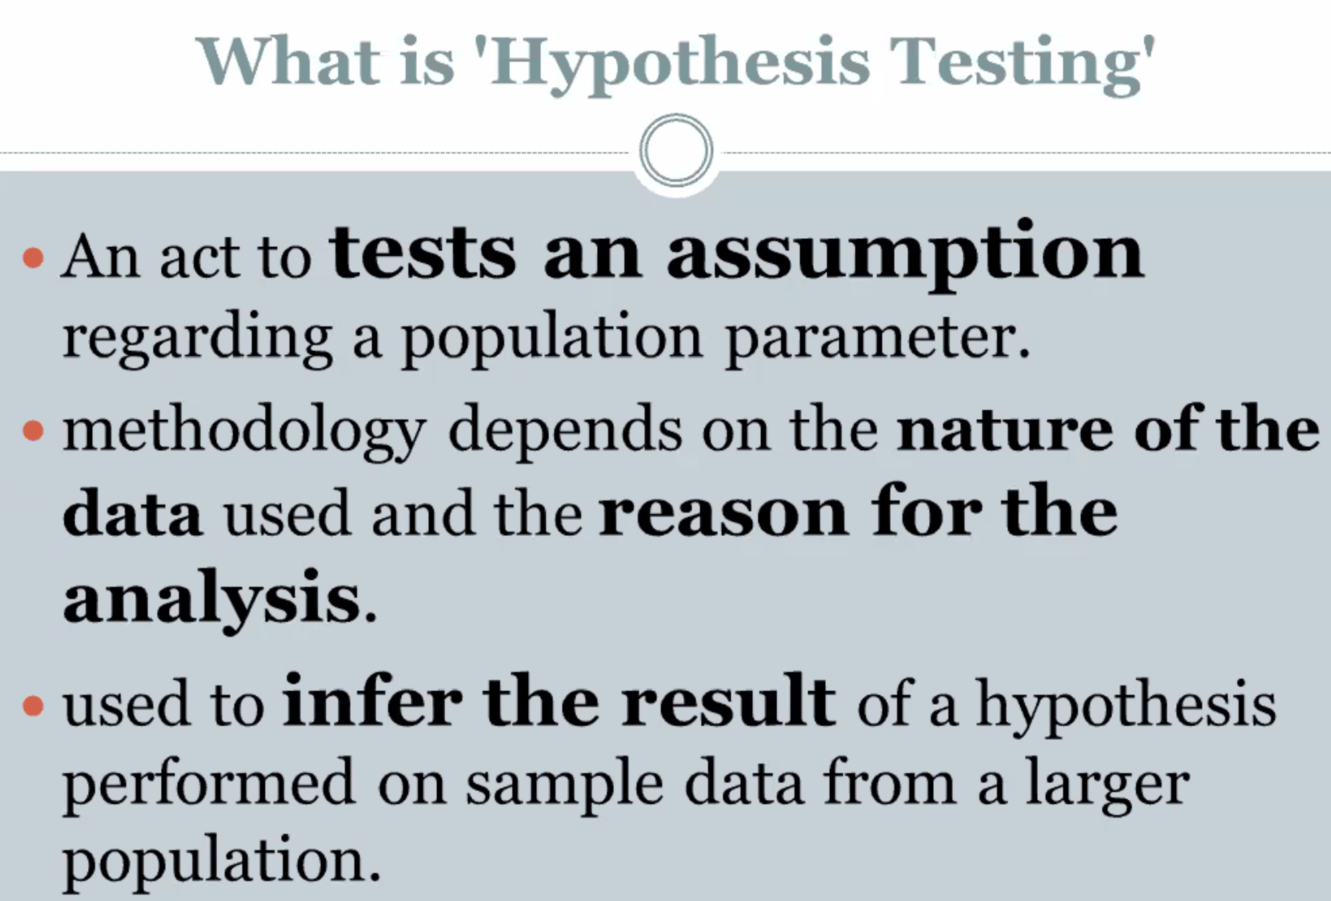 What is 'Hypothesis Testing'
• An act to tests an assumption
regarding a population parameter.
• methodology depends on the nature of the
data used and the reason for the
analysis.
• used to infer the result of a hypothesis
performed on sample data from a larger
population.